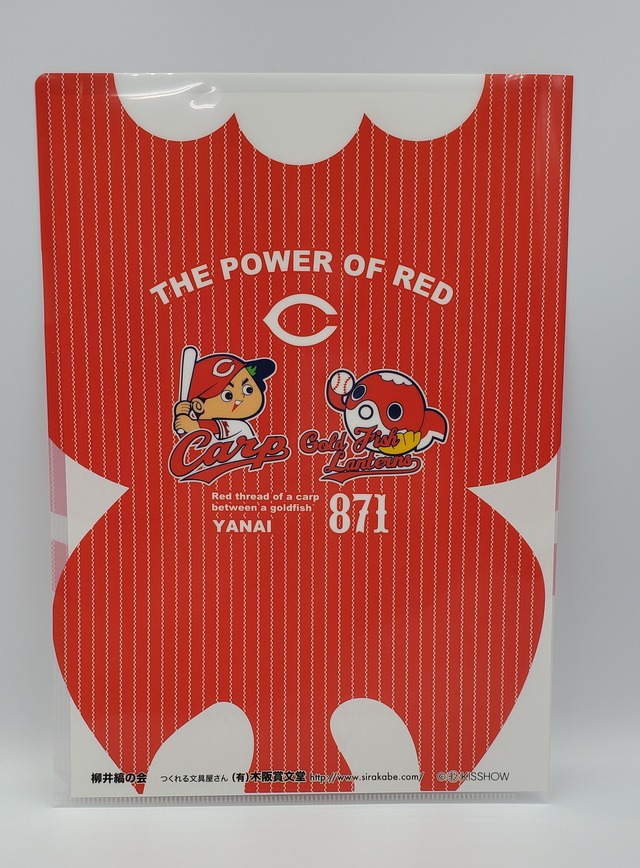 THE POWER OF RED
C
C
Carp
Gold Fish
Lanterns
Red thread of a carp
between a goldfish
YANAI
871
柳井縞の会 つくれる文具屋さん (有)木阪賞文堂 http://www.sirakabe.com/ © KISSHOW